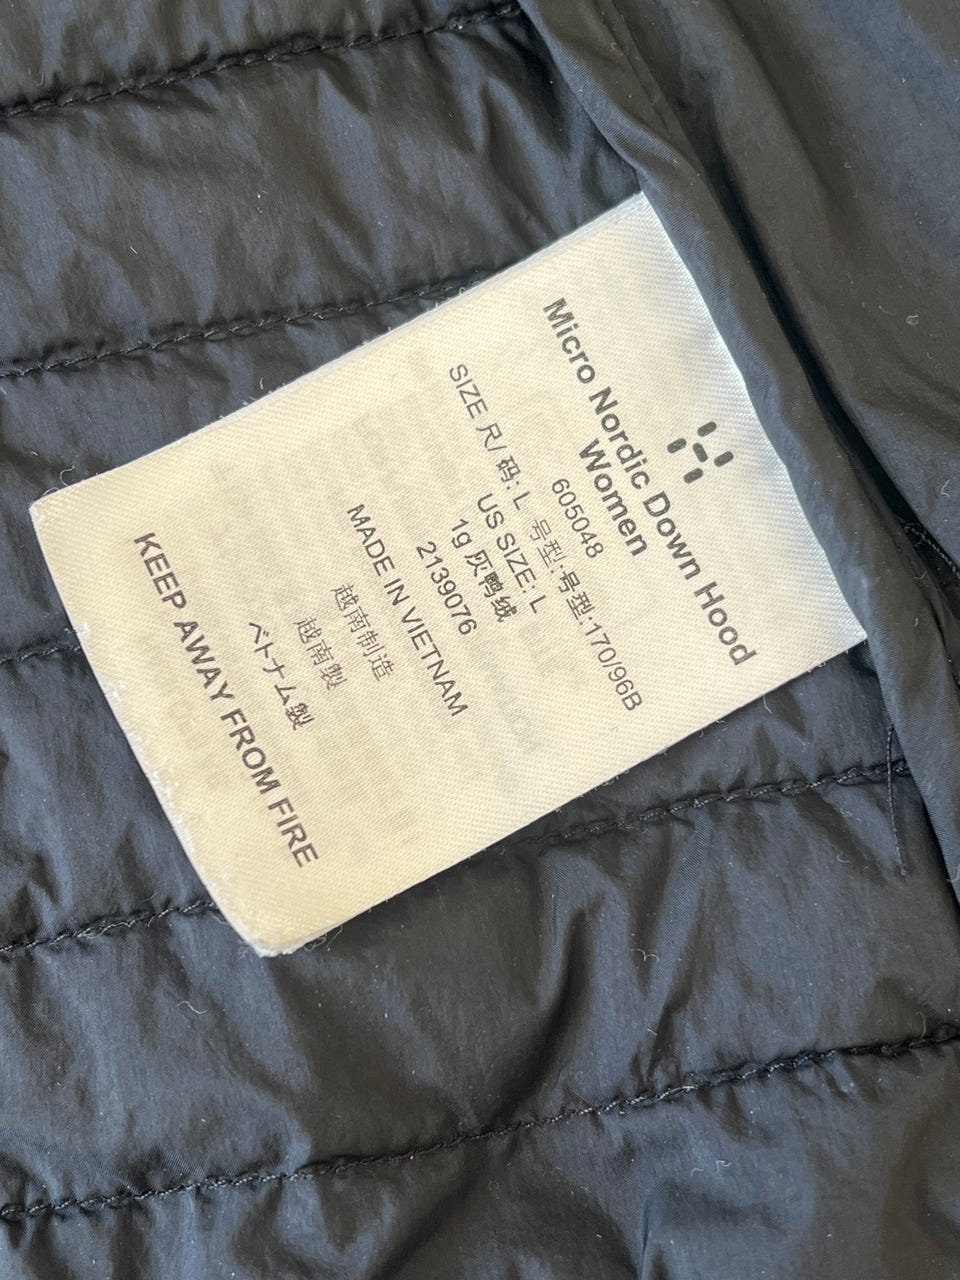 Micro Nordic Down Hood
Women
605048
SIZE 尺/ 码: L 号型:号型:170/96B
US SIZE: L
1g 灰鸭绒
2139076
MADE IN VIETNAM
越南制造
越南製
ベトナム製
KEEP AWAY FROM FIRE